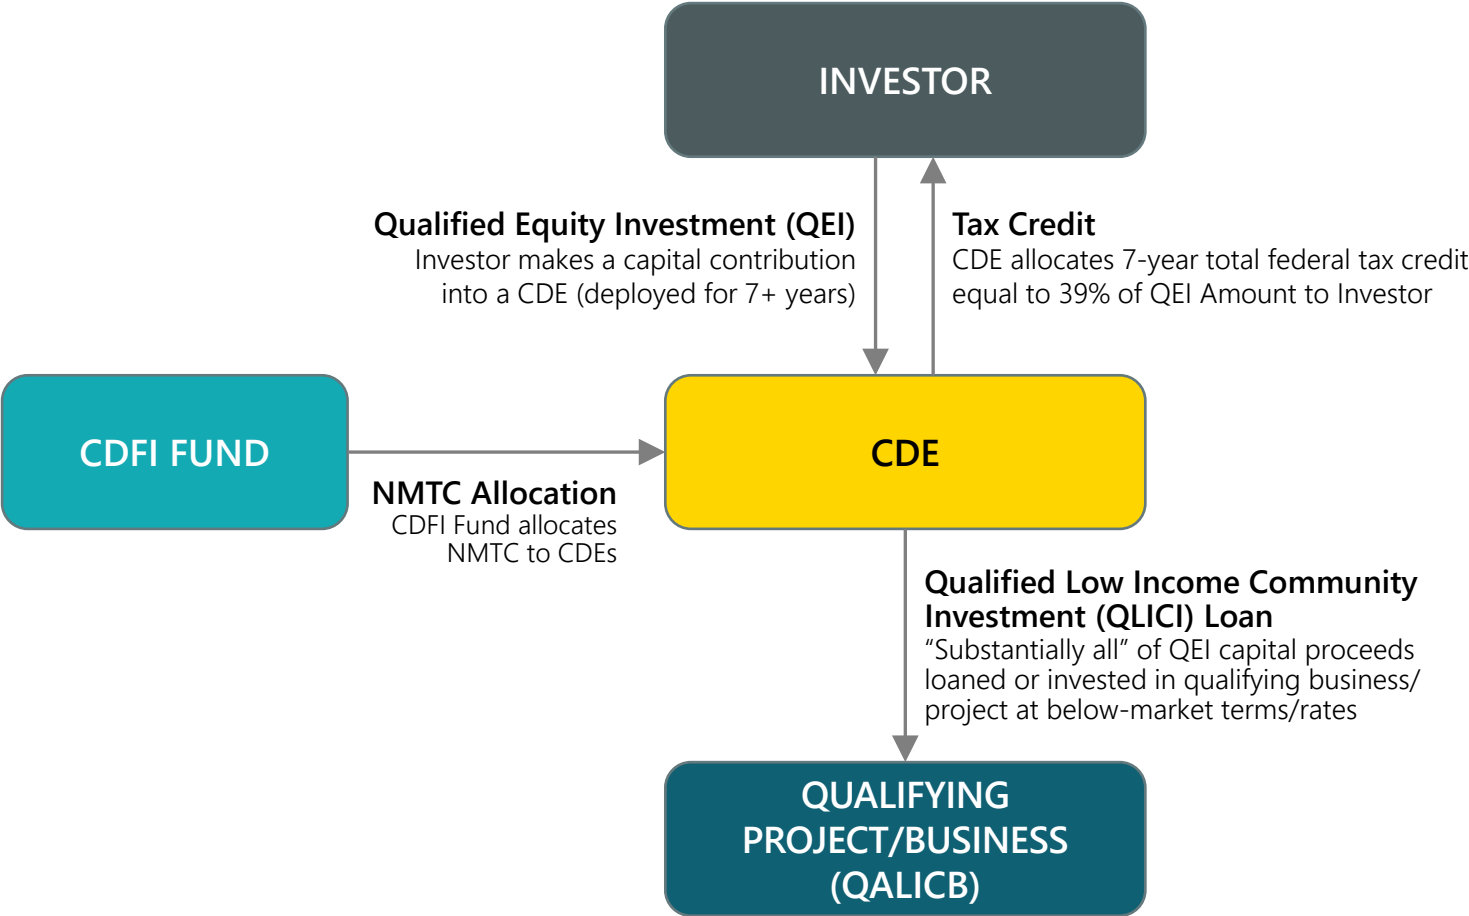 INVESTOR
Qualified Equity Investment (QEI)
Investor makes a capital contribution
into a CDE (deployed for 7+ years)
Tax Credit
CDE allocates 7-year total federal tax credit
equal to 39% of QEI Amount to Investor
CDFI FUND
NMTC Allocation
CDFI Fund allocates
NMTC to CDEs
CDE
Qualified Low Income Community
Investment (QLICI) Loan
“Substantially all” of QEI capital proceeds
loaned or invested in qualifying business/
project at below-market terms/rates
QUALIFYING
PROJECT/BUSINESS
(QALICB)